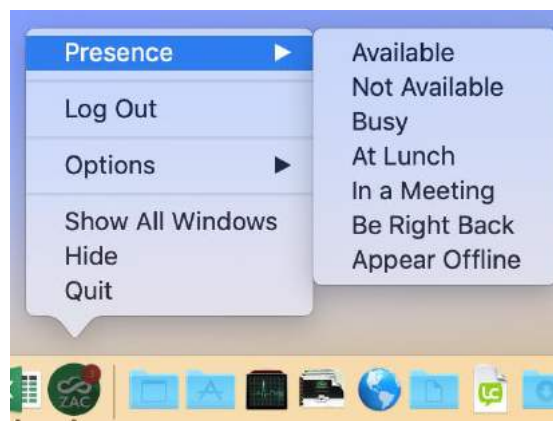 Presence
Log Out
Options
Show All Windows
Hide
Quit
Available
Not Available
Busy
At Lunch
In a Meeting
Be Right Back
Appear Offline
ZAC